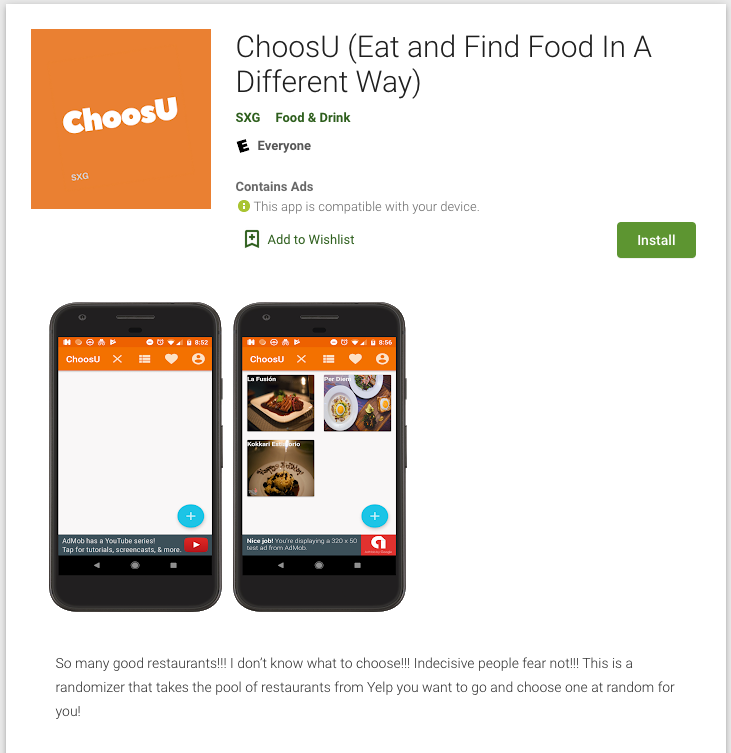 ChoosU
SXG
ChoosU (Eat and Find Food In A
Different Way)
SXG Food & Drink
E Everyone
Contains Ads
This app is compatible with your device.
Add to Wishlist
Install
8:52
ChoosU
AdMob has a YouTube series!
Tap for tutorials, screencasts, & more.
8:56
ChoosU
La Fusión
Per Diem
Kokkari
Nice job! You're displaying a 320 x 50
test ad from AdMob.
So many good restaurants!!! I don't know what to choose!!! Indecisive people fear not!!! This is a
randomizer that takes the pool of restaurants from Yelp you want to go and choose one at random for
you!